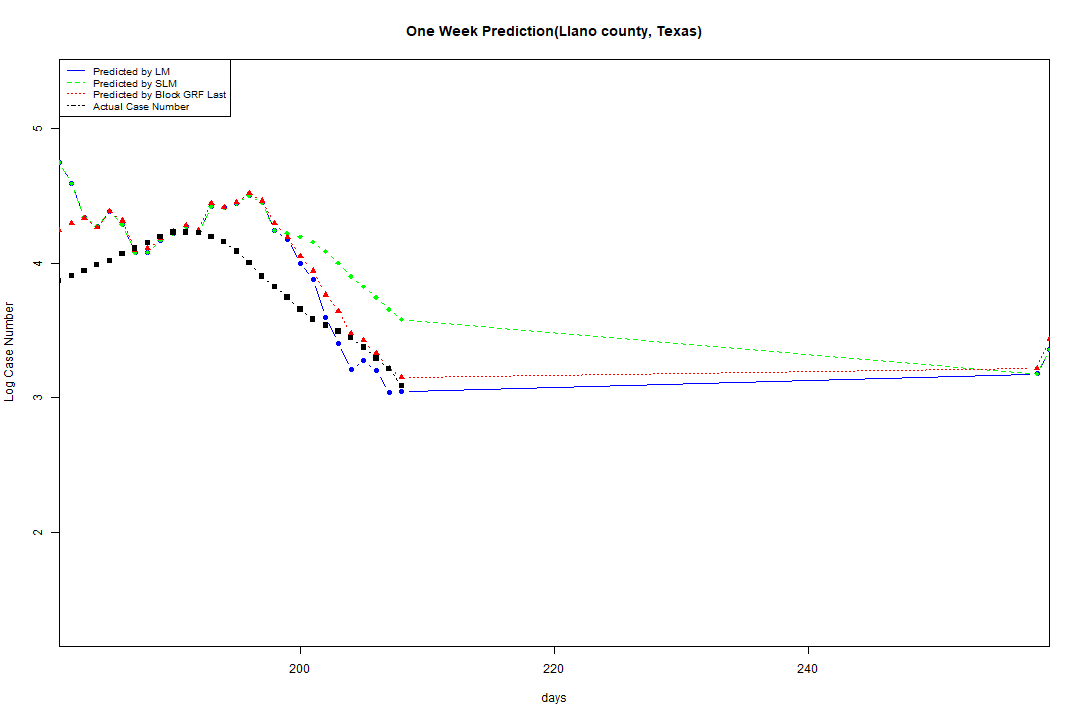 One Week Prediction(Llano county, Texas)
Predicted by LM
Predicted by SLM
Predicted by Block GRF Last
Actual Case Number
5
4
3
2
Log Case Number
200
220
240
days